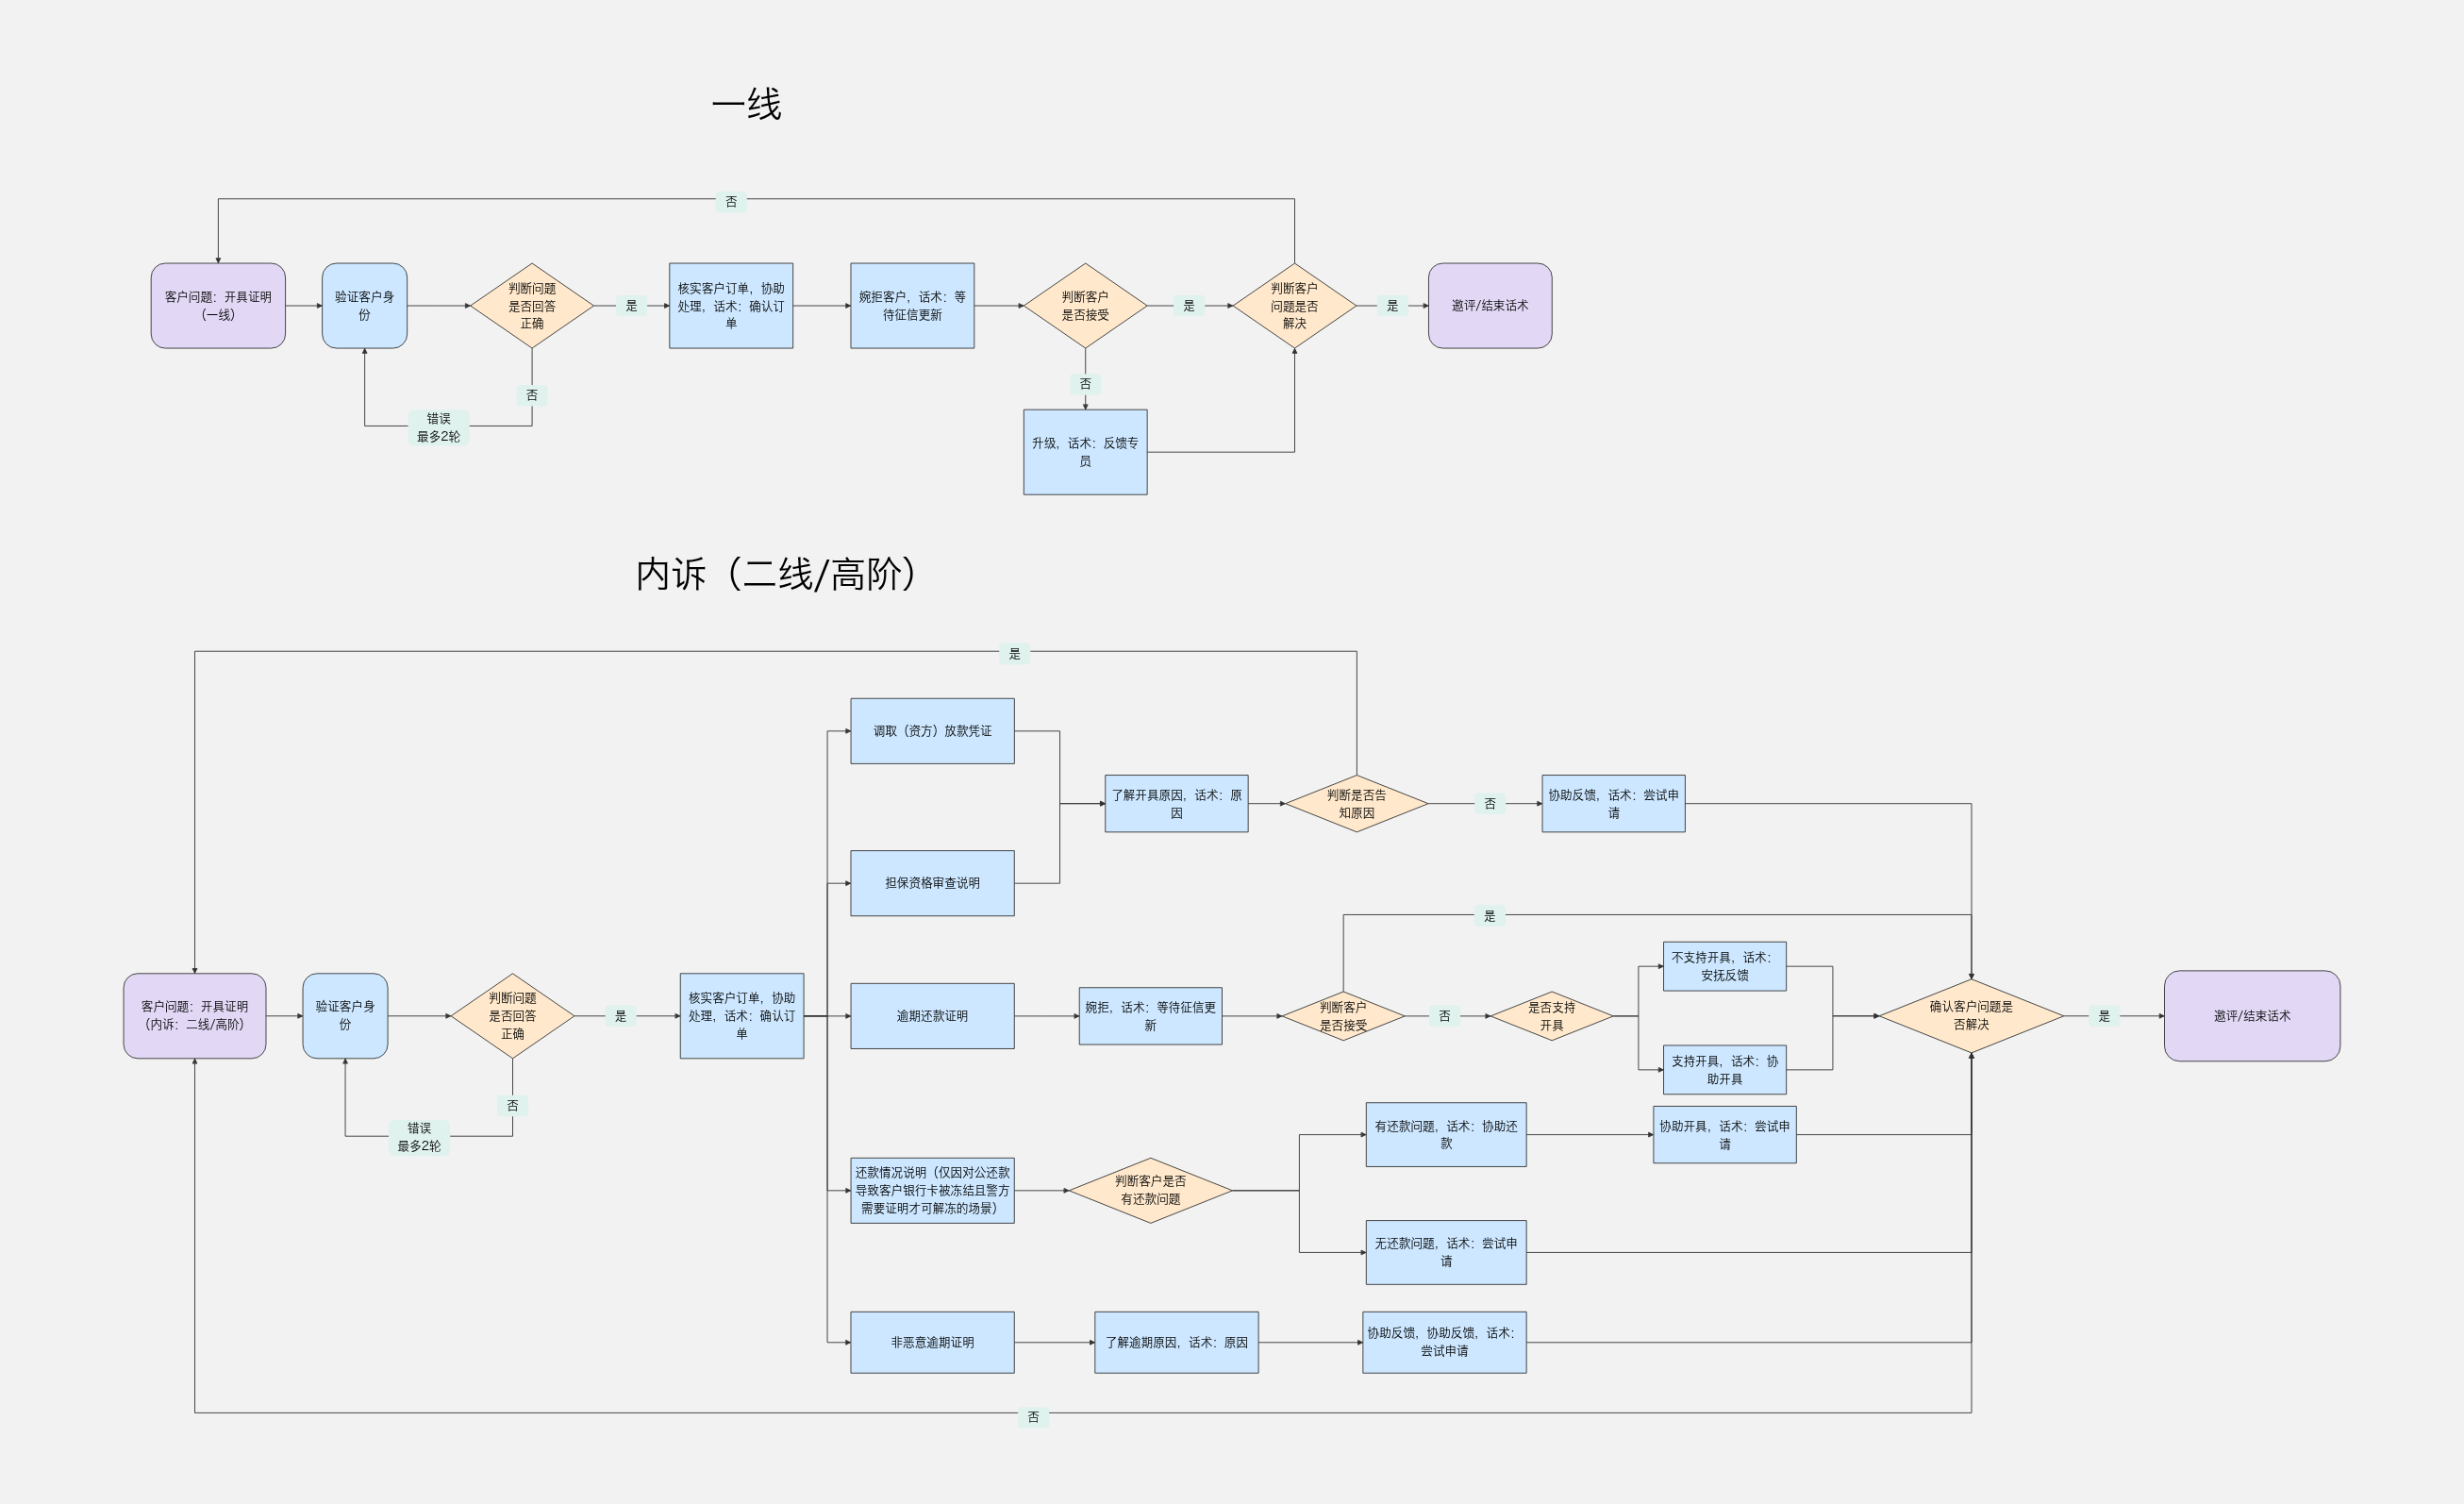 一线
否
客户问题：开具证明
（一线）
验证客户身
份
判断问题
是否回答
正确
是
核实客户订单，协助
处理，话术：确认订
单
婉拒客户，话术：等
待征信更新
判断客户
是否接受
是
判断客户
问题是否
解决
是
邀评/结束话术
否
错误
最多2轮
否
升级，话术：反馈专
员
内诉（二线/高阶）
是
调取（资方）放款凭证
了解开具原因，话术：原
因
判断是否告
知原因
否
协助反馈，话术：尝试申
请
担保资格审查说明
是
客户问题：开具证明
（内诉：二线/高阶）
验证客户身
份
判断问题
是否回答
正确
是
核实客户订单，协助
处理，话术：确认订
单
逾期还款证明
婉拒，话术：等待征信更
新
判断客户
是否接受
否
是否支持
开具
不支持开具，话术：
安抚反馈
支持开具，话术：协
助开具
确认客户问题是
否解决
是
邀评/结束话术
否
错误
最多2轮
还款情况说明（仅因对公还款
导致客户银行卡被冻结且警方
需要证明才可解冻的场景）
判断客户是否
有还款问题
有还款问题，话术：协助还
款
协助开具，话术：尝试申
请
无还款问题，话术：尝试申
请
非恶意逾期证明
了解逾期原因，话术：原因
协助反馈，协助反馈，话术：
尝试申请
否